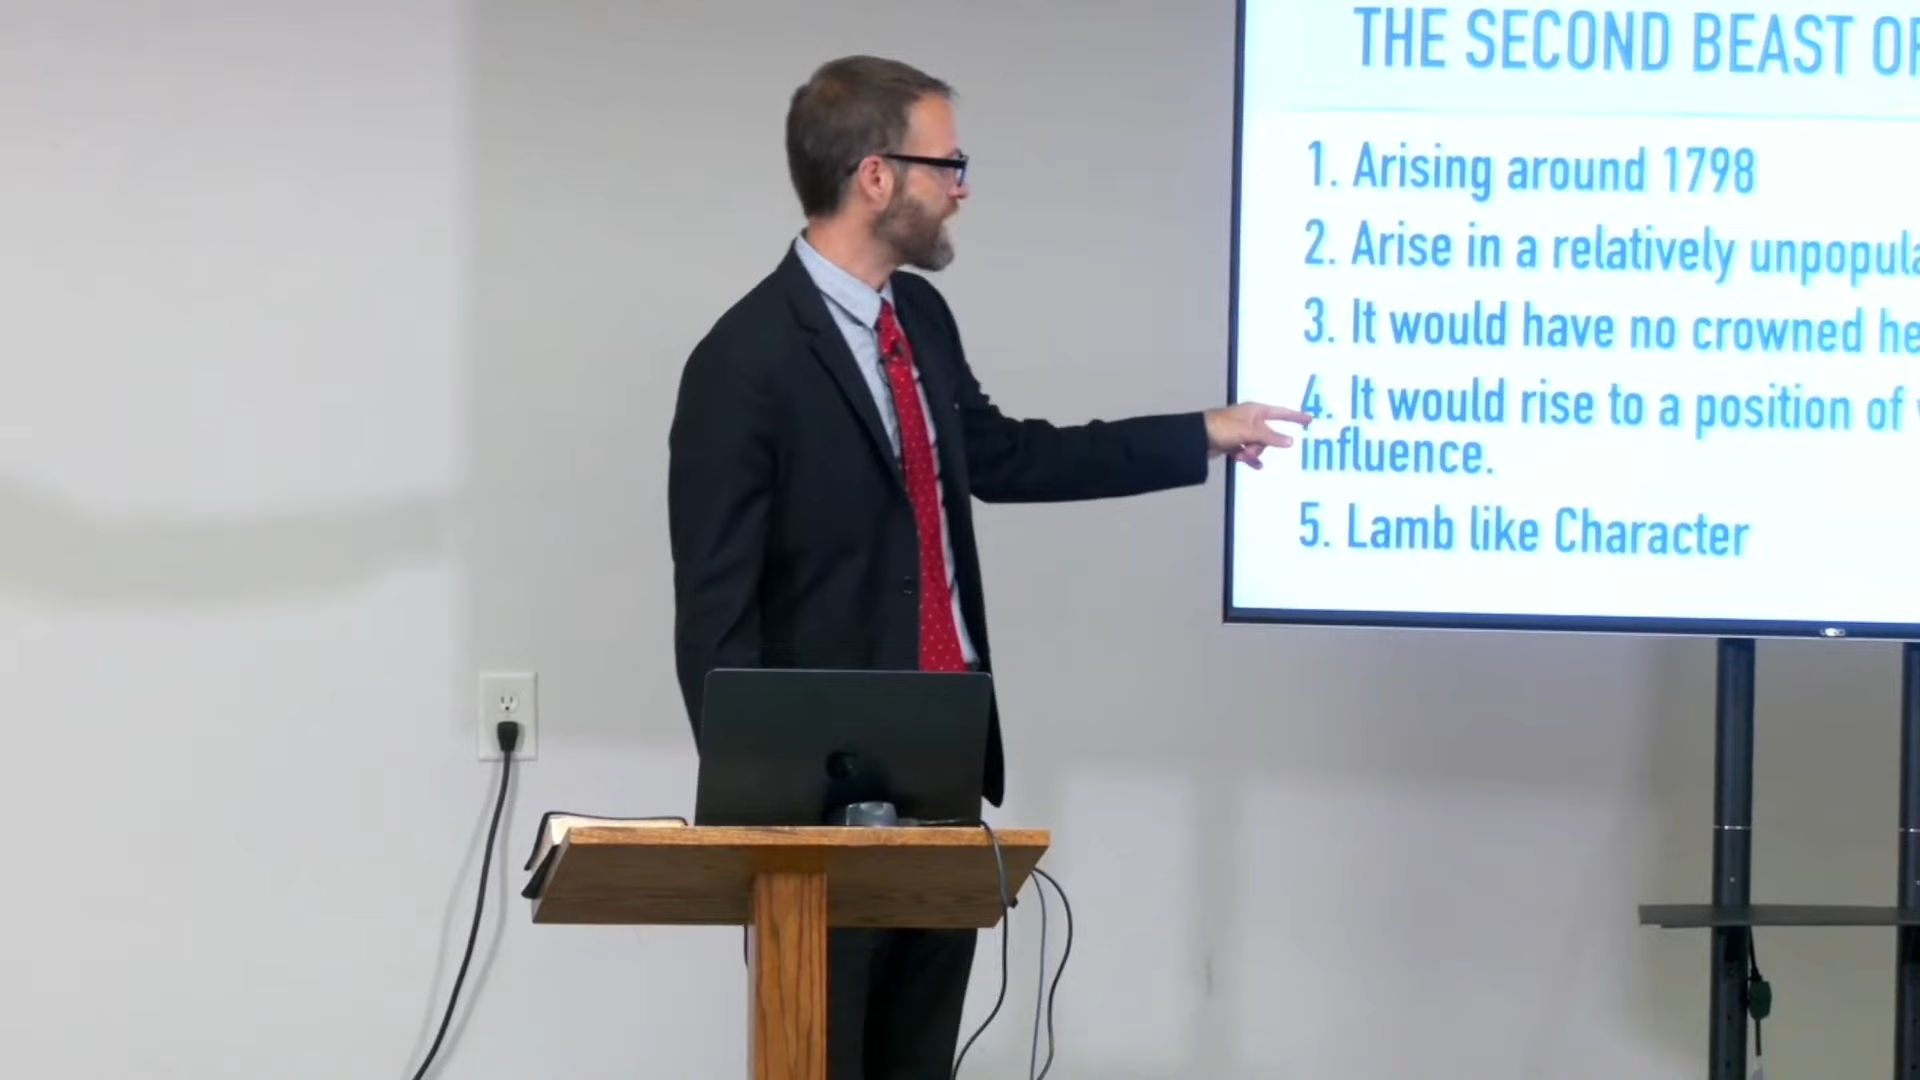 THE SECOND BEAST
1. Arising around 1798
2. Arise in a relatively
3. It would have no crowned
4. It would rise to a position of
influence.
5. Lamb like Character